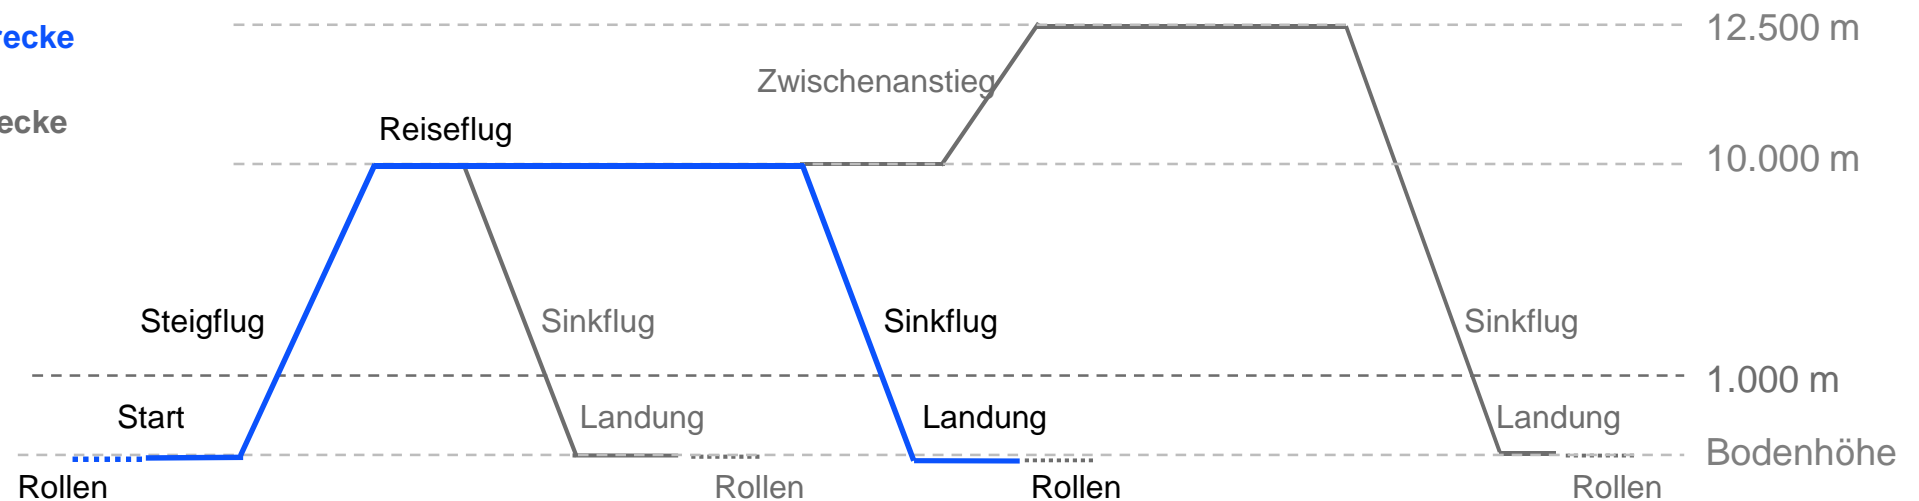 12.500 m
recke
Zwischenanstieg
ecke
Reiseflug
10.000 m
Steigflug
Sinkflug
Sinkflug
Sinkflug
1.000 m
Start
Landung
Landung
Landung
Bodenhöhe
Rollen
Rollen
Rollen
Rollen